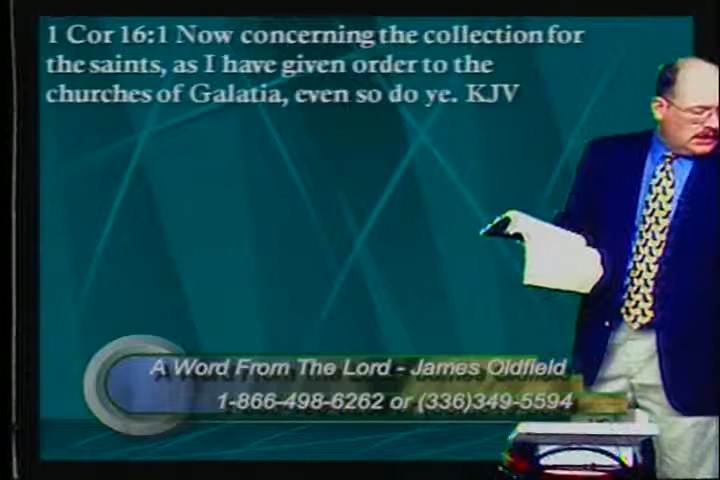 1 Cor 16:1 Now concerning the collection for
the saints, as I have given order to the
churches of Galatia, even so do ye. KJV
A Word From The Lord - James Oldfield
1-866-498-6262 or (336)349-5594